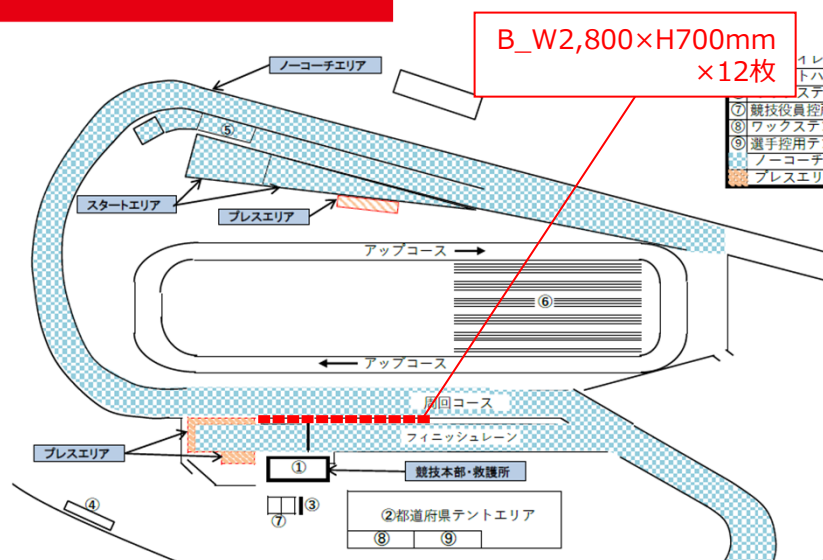 B_W2,800×H700mm
×12枚
ノーコーチエリア
⑤
スタートエリア
プレスエリア
⑦競技役員控
⑧ワックステ
⑨選手控用テ
ノーコーチ
プレスエリ
アップコース
⑥
アップコース
周回コース
フィニッシュレーン
プレスエリア
①
競技本部・救護所
④
③
⑦
②都道府県テントエリア
⑧
⑨